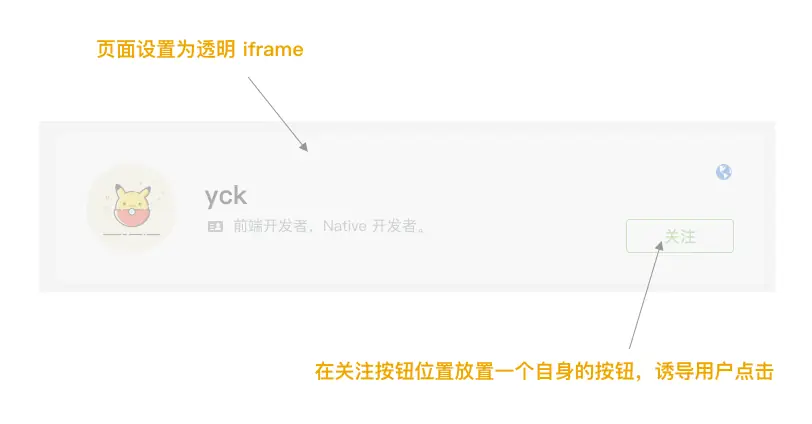 页面设置为透明 iframe
yck
前端开发者，Native 开发者。
关注
在关注按钮位置放置一个自身的按钮，诱导用户点击